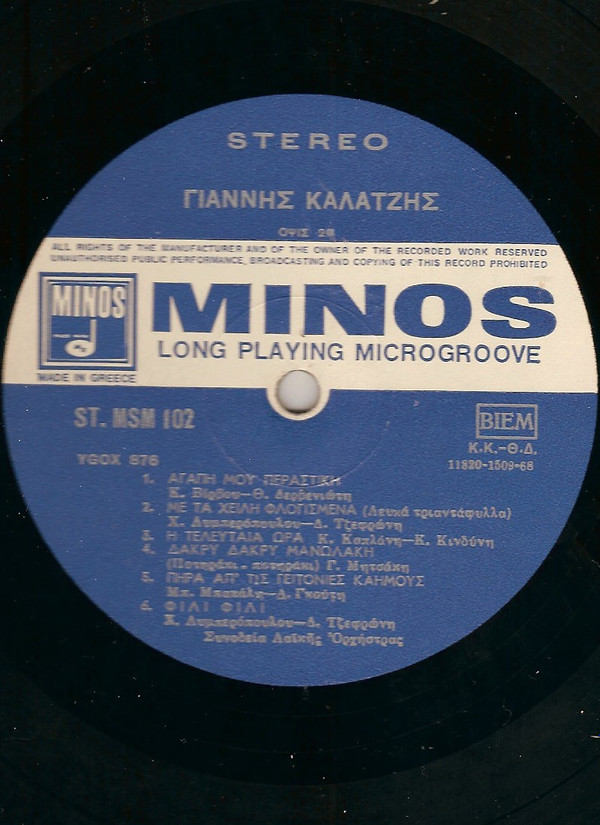 STEREO
ΓΙΑΝΝΗΣ ΚΑΛΑΤΖΗΣ
ΟΨΙΣ 2α
ALL RIGHTS OF THE MANUFACTURER AND OF THE OWNER OF THE RECORDED WORK RESERVED
UNAUTHORISED PUBLIC PERFORMANCE, BROADCASTING AND COPYING OF THIS RECORD PROHIBITED
MINOS
MINOS
LONG PLAYING MICROGROOVE
MADE IN GREECE
ST. MSM 102
BIEM
Κ.Κ.-Θ.Δ.
YGOX 876
11820-1509-68
1. ΑΓΑΠΗ ΜΟΥ ΠΕΡΑΣΤΙΚΗ
Κ. Βίρβου-Θ. Δερβενιώτη
2. ΜΕ ΤΑ ΧΕΙΛΗ ΦΛΟΓΙΣΜΕΝΑ (Λευκά τριαντάφυλλα)
Χ. Λυμπερόπουλου-Δ. Τζεφρώνη
3. Η ΤΕΛΕΥΤΑΙΑ ΩΡΑ Κ. Καπλάνη-Κ. Κινδύνη
4. ΔΑΚΡΥ ΔΑΚΡΥ ΜΑΝΩΛΑΚΗ
(Ποτηράκι - ποτηράκι) Γ. Μητσάκη
5. ΠΗΡΑ ΑΠ' ΤΙΣ ΓΕΙΤΟΝΙΕΣ ΚΑΗΜΟΥΣ
Μπ. Μπακάλη-Δ. Γκούτη
6. ΦΙΛΙ ΦΙΛΙ
Χ. Λυμπερόπουλου-Δ. Τζεφρώνη
Συνοδεία Λαϊκῆς Ὀρχήστρας